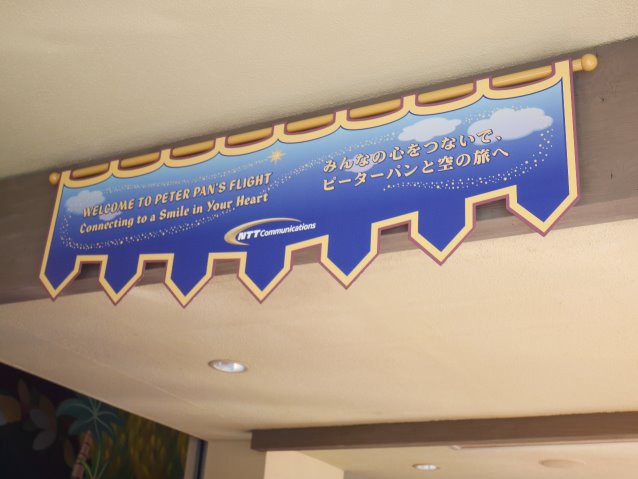 WELCOME TO PETER PAN'S FLIGHT
Connecting to a Smile in Your Heart
みんなの心をつないで、
ピーターパンと空の旅へ
NTT Communications